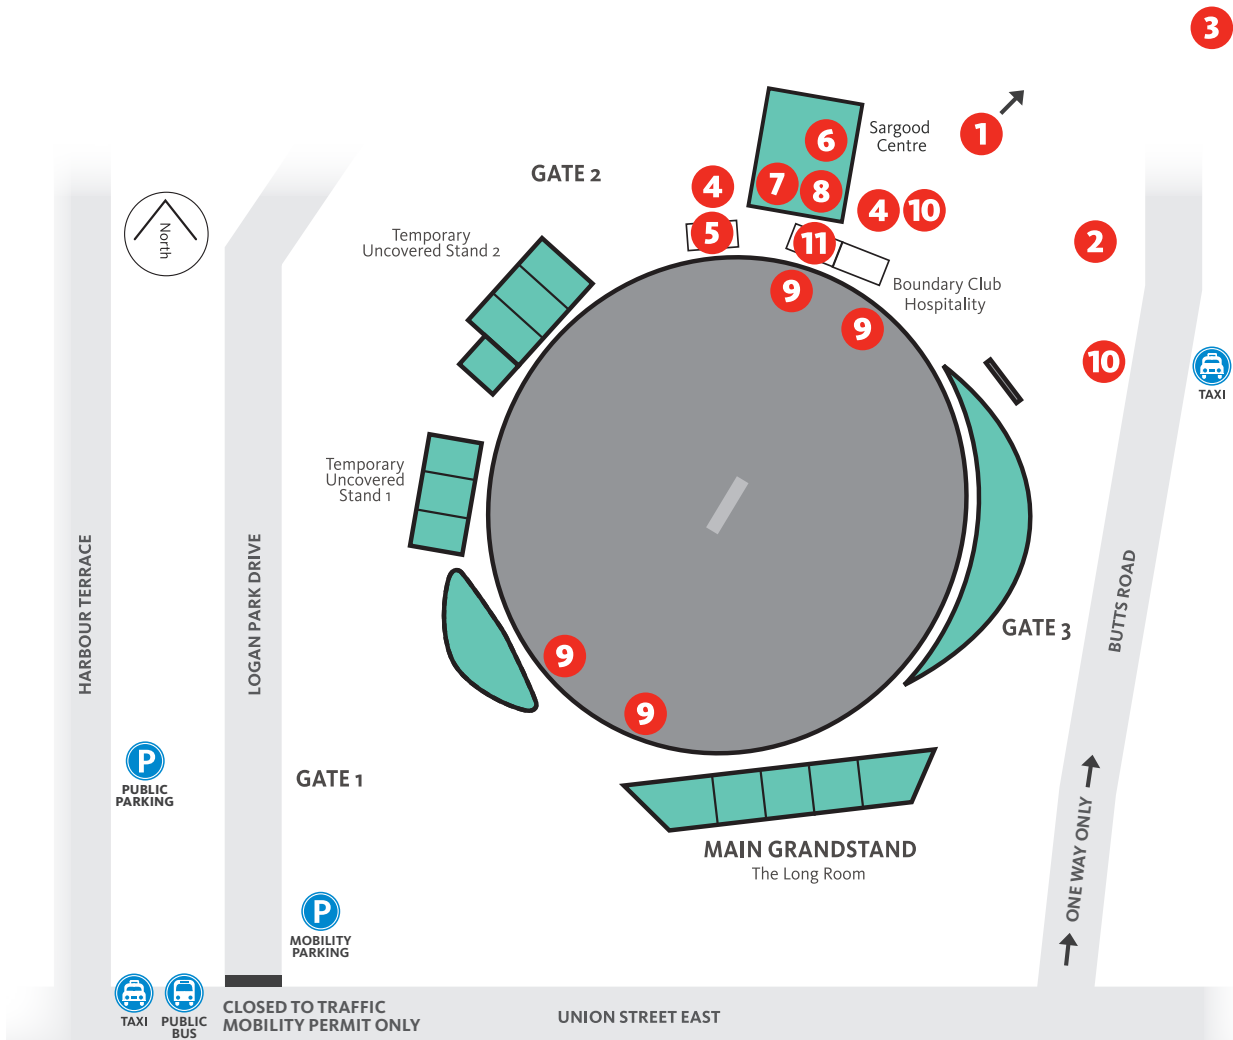 3
1
Sargood
Centre
6
7
8
GATE 2
4
4
10
5
11
2
North
Temporary
Uncovered Stand 2
9
Boundary Club
Hospitality
9
10
TAXI
Temporary
Uncovered
Stand 1
HARBOUR TERRACE
LOGAN PARK DRIVE
BUTTS ROAD
GATE 3
9
9
P
PUBLIC
PARKING
GATE 1
MAIN GRANDSTAND
The Long Room
ONE WAY ONLY
P
MOBILITY
PARKING
TAXI
PUBLIC
BUS
CLOSED TO TRAFFIC
MOBILITY PERMIT ONLY
UNION STREET EAST